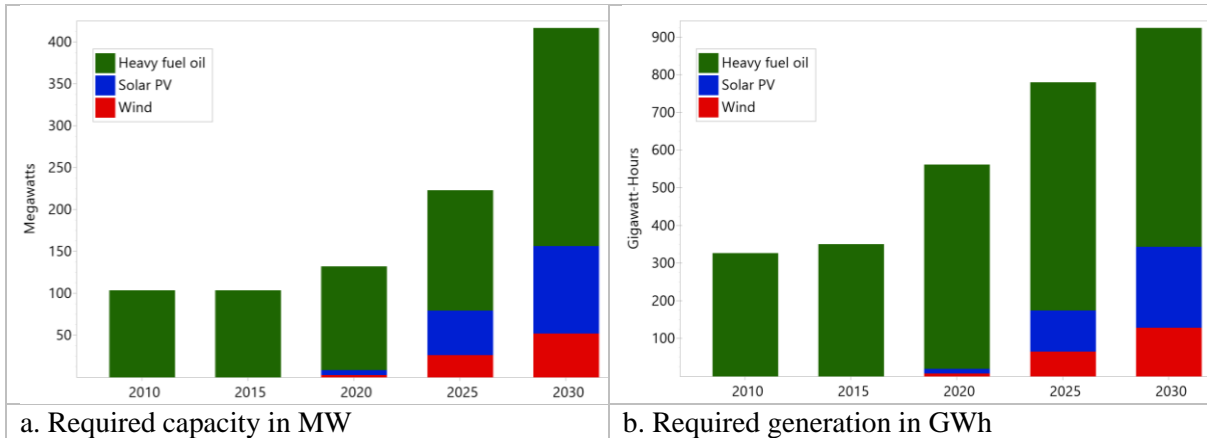 400
350
300
250
200
150
100
50
Megawatts
Heavy fuel oil
Solar PV
Wind
2010 2015 2020 2025 2030
a. Required capacity in MW
900
800
700
600
500
400
300
200
100
Gigawatt-Hours
Heavy fuel oil
Solar PV
Wind
2010 2015 2020 2025 2030
b. Required generation in GWh